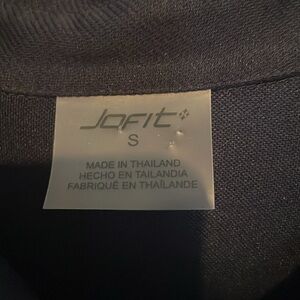 Jofit
S
MADE IN THAILAND
HECHO EN TAILANDIA
FABRIQUÉ EN THAÏLANDE